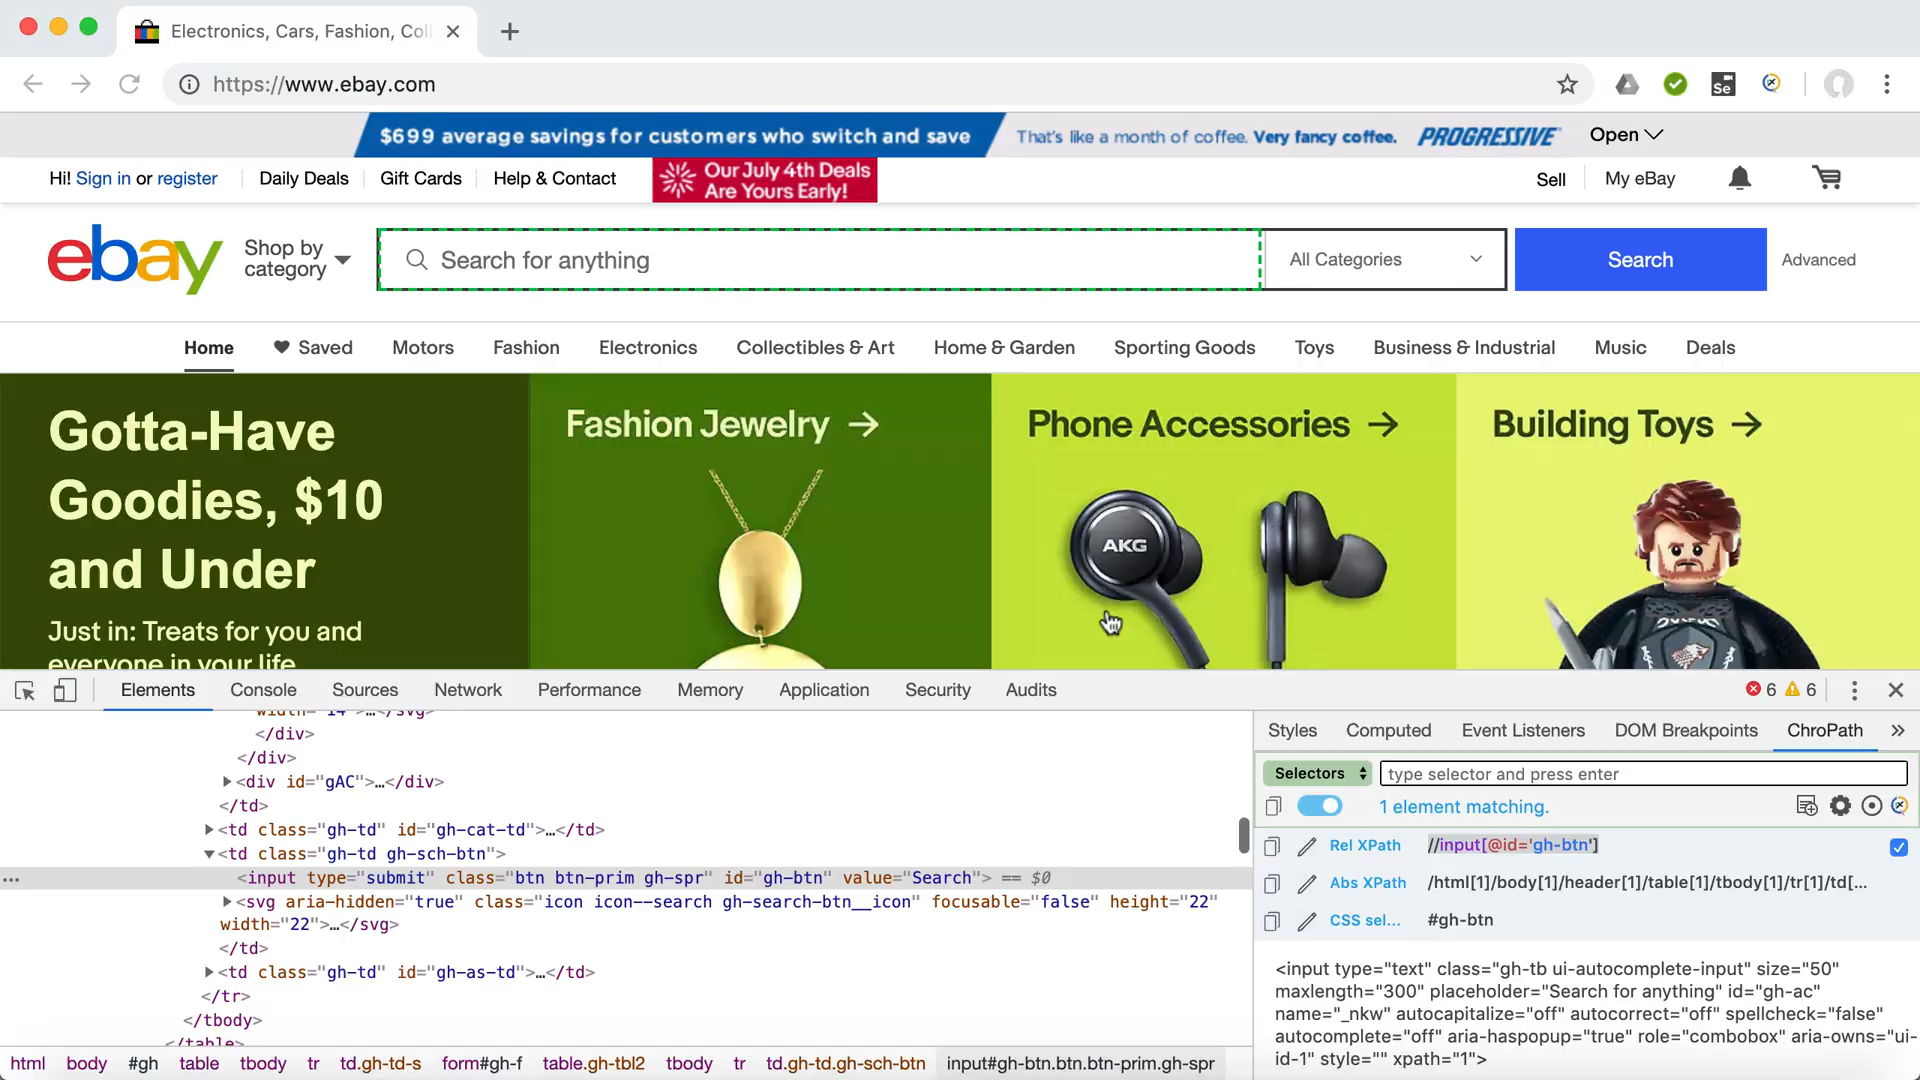 Electronics, Cars, Fashion, Col
https://www.ebay.com
Se
$699 average savings for customers who switch and save
That's like a month of coffee. Very fancy coffee.
PROGRESSIVE
Open
Hi! Sign in or register
Daily Deals
Gift Cards
Help & Contact
Our July 4th Deals
Are Yours Early!
Sell
My eBay
ebay
Shop by
category
Search for anything
All Categories
Search
Advanced
Home
Saved
Motors
Fashion
Electronics
Collectibles & Art
Home & Garden
Sporting Goods
Toys
Business & Industrial
Music
Deals
Gotta-Have
Goodies, $10
and Under
Just in: Treats for you and
everyone in your life
Fashion Jewelry →
Phone Accessories →
AKG
Building Toys →
Elements
Console
Sources
Network
Performance
Memory
Application
Security
Audits
6
6
width="14">…</svg>
</div>
</div>
<div id="gAC">…</div>
</td>
<td class="gh-td" id="gh-cat-td">…</td>
<td class="gh-td gh-sch-btn">
… <input type="submit" class="btn btn-prim gh-spr" id="gh-btn" value="Search"> == $0
<svg aria-hidden="true" class="icon icon--search gh-search-btn__icon" focusable="false" height="22"
width="22">…</svg>
</td>
<td class="gh-td" id="gh-as-td">…</td>
</tr>
</tbody>
</table>
html body #gh table tbody tr td.gh-td-s form#gh-f table.gh-tbl2 tbody tr td.gh-td.gh-sch-btn input#gh-btn.btn.btn-prim.gh-spr
Styles
Computed
Event Listeners
DOM Breakpoints
ChroPath
»
Selectors
type selector and press enter
1 element matching.
Rel XPath //input[@id='gh-btn']
Abs XPath /html[1]/body[1]/header[1]/table[1]/tbody[1]/tr[1]/td[...
CSS sel... #gh-btn
<input type="text" class="gh-tb ui-autocomplete-input" size="50"
maxlength="300" placeholder="Search for anything" id="gh-ac"
name="_nkw" autocapitalize="off" autocorrect="off" spellcheck="false"
autocomplete="off" aria-haspopup="true" role="combobox" aria-owns="ui-
id-1" style="" xpath="1">